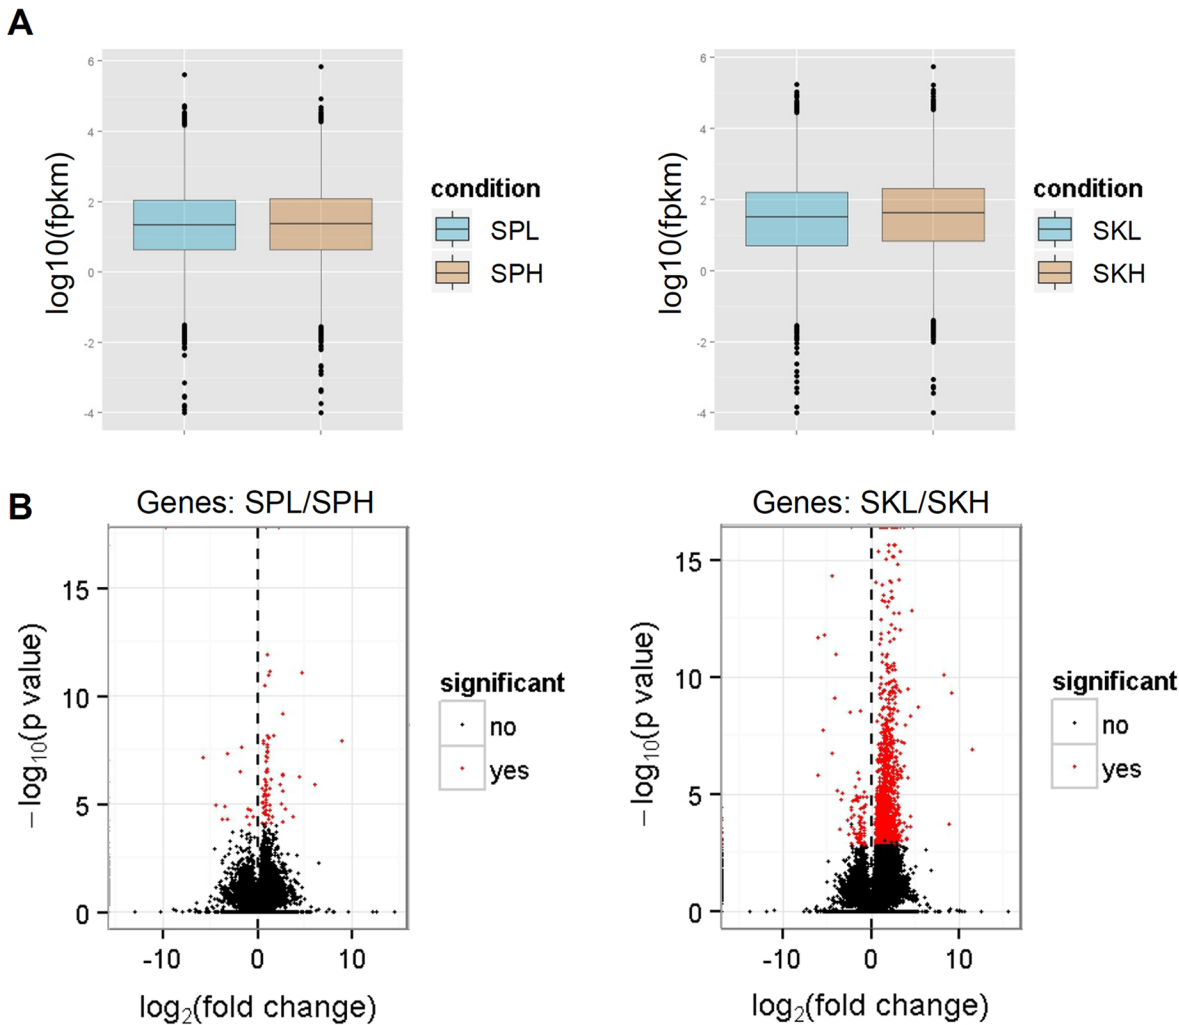 A
6
4
2
0
-2
-4
log10(fpkm)
condition
SPL
SPH
6
4
2
0
-2
-4
log10(fpkm)
condition
SKL
SKH
B
Genes: SPL/SPH
15
10
5
0
−log10(p value)
-10 0 10
log2(fold change)
significant
no
yes
Genes: SKL/SKH
15
10
5
0
−log10(p value)
-10 0 10
log2(fold change)
significant
no
yes